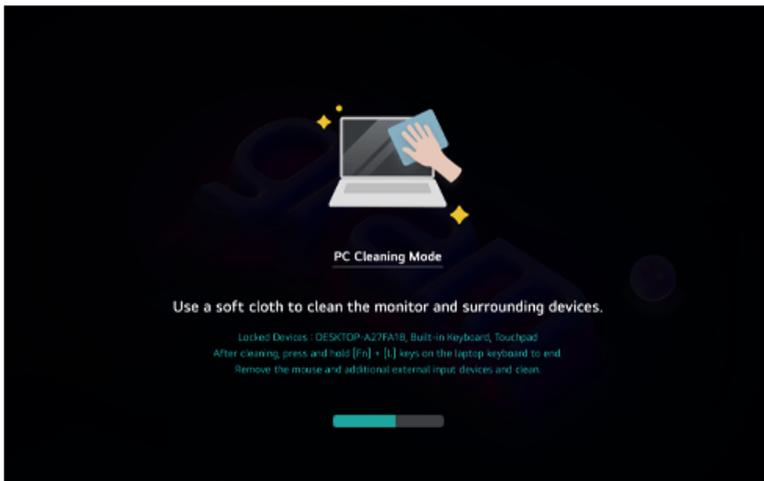 PC Cleaning Mode
Use a soft cloth to clean the monitor and surrounding devices.
Locked Devices : DESKTOP-A27FA1B, Built-in Keyboard, Touchpad
After cleaning, press and hold [Fn] + [L] keys on the laptop keyboard to end.
Remove the mouse and additional external input devices and clean.